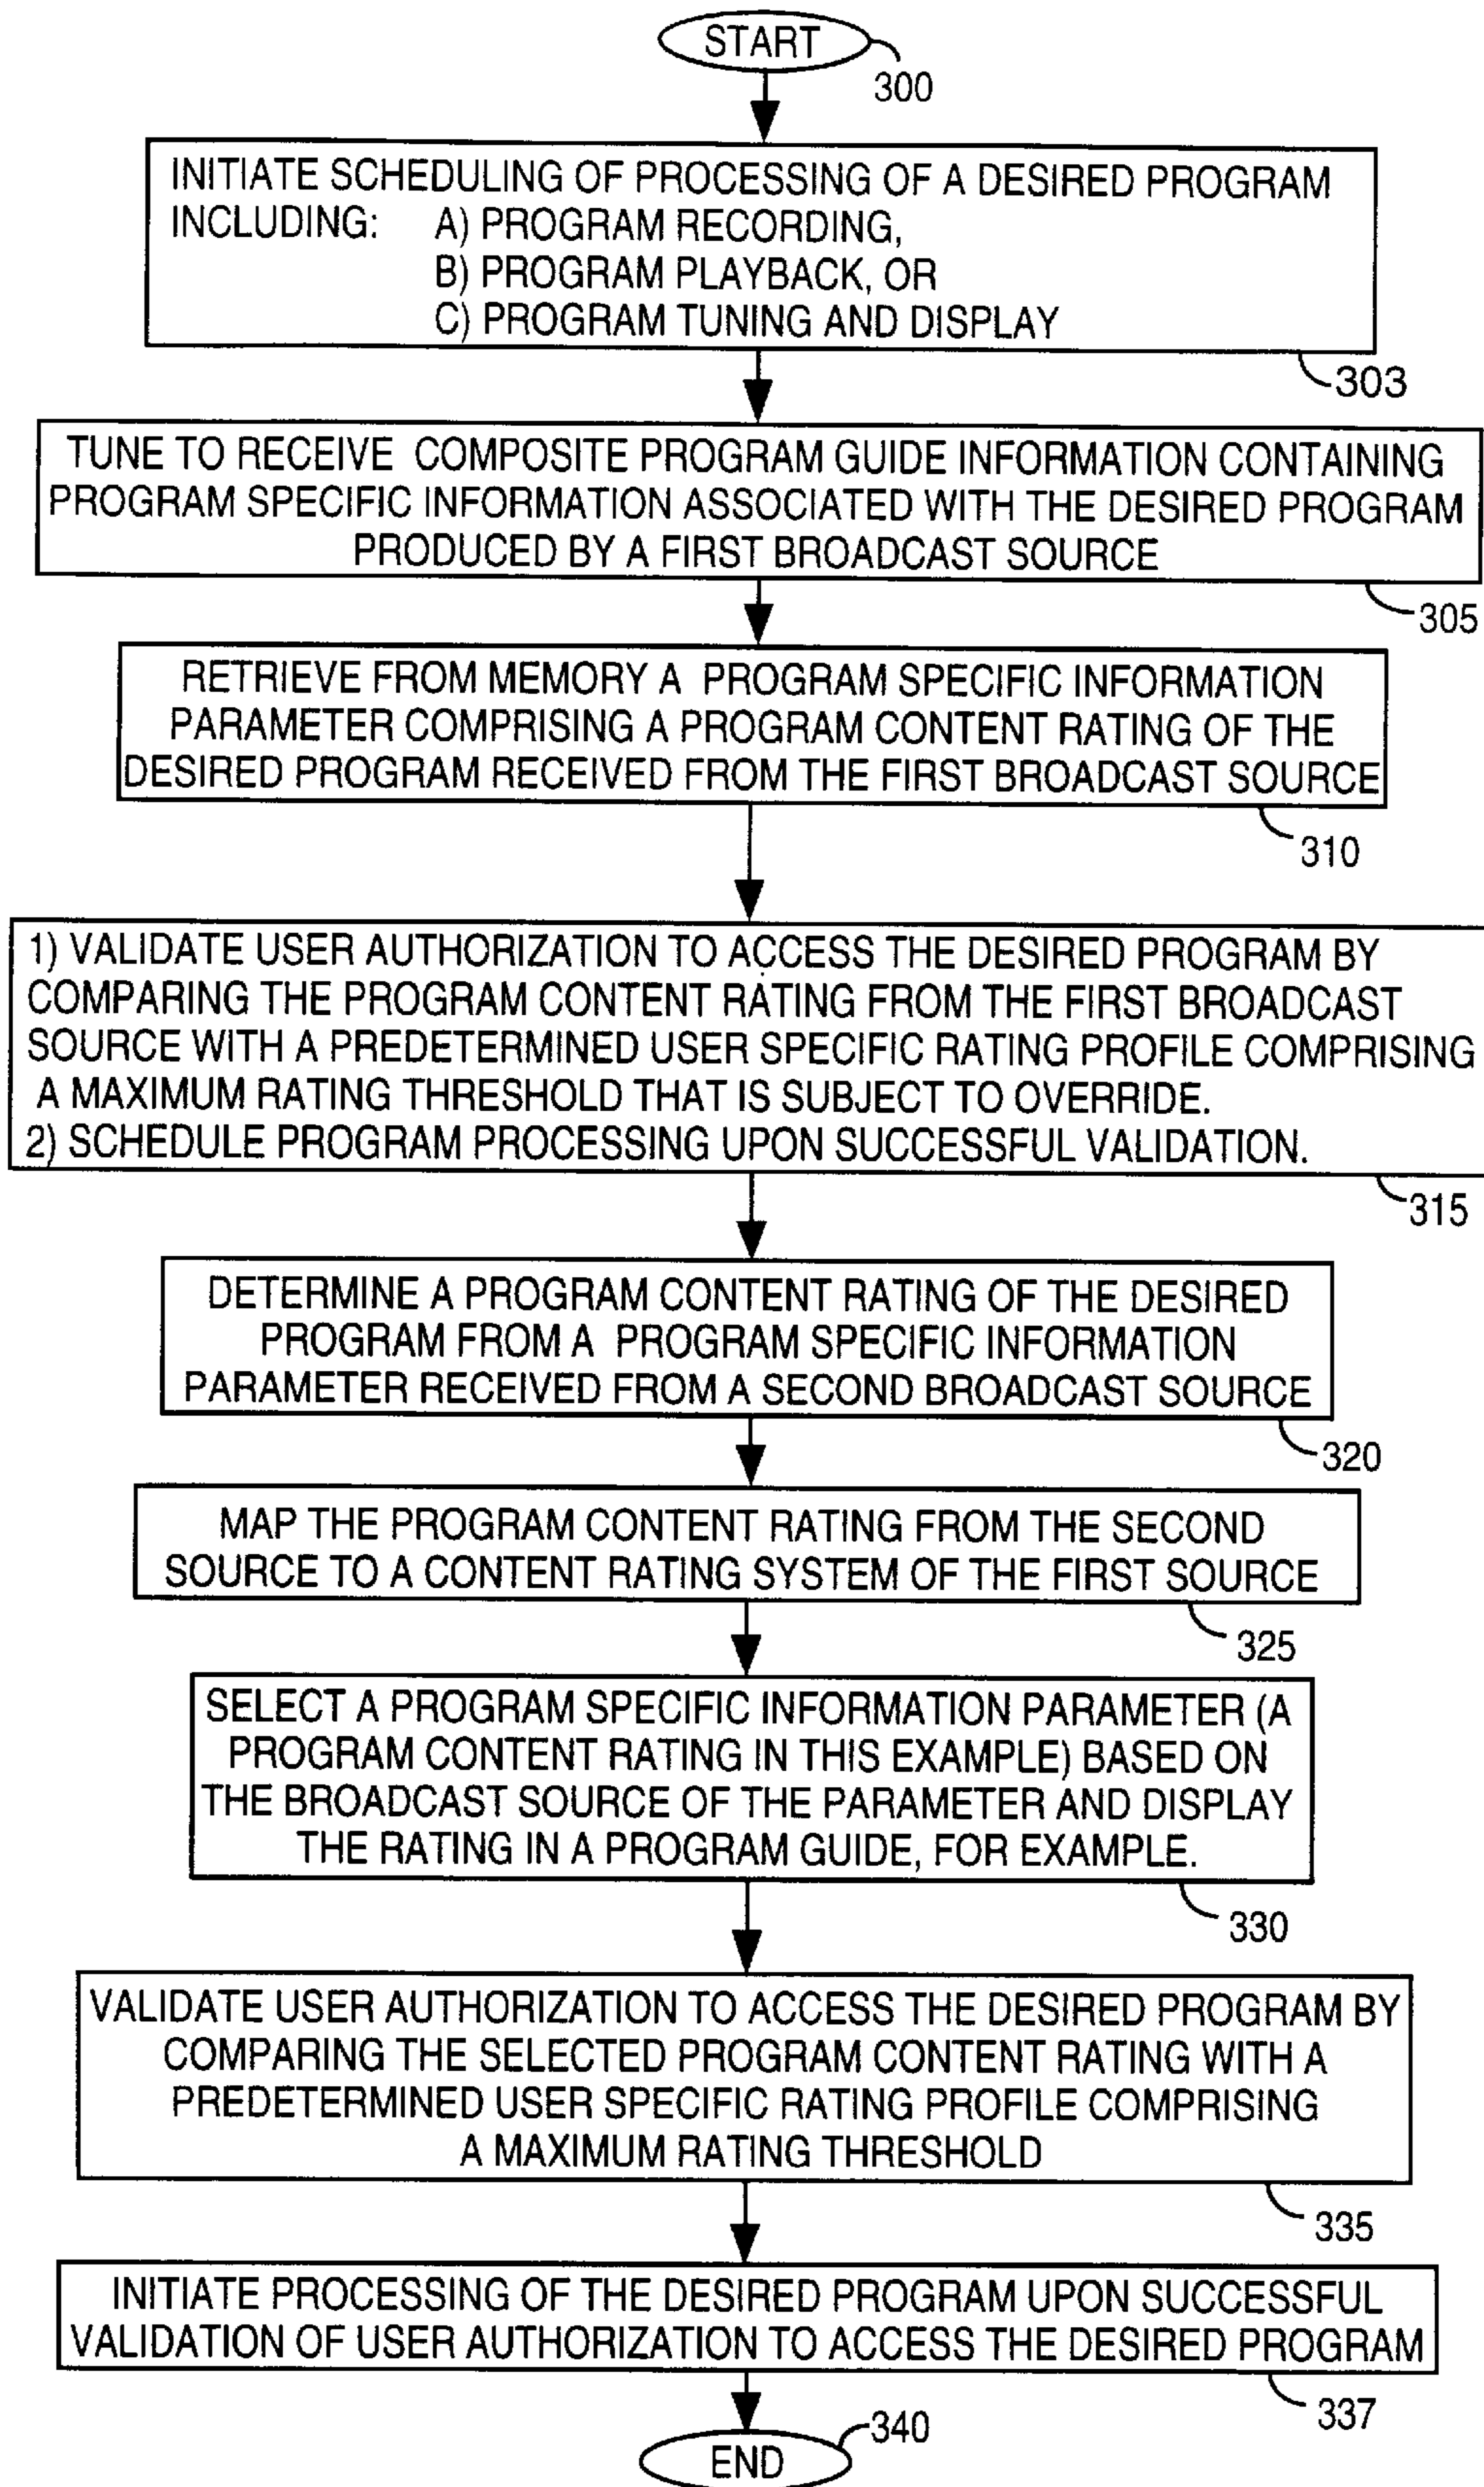 START
300
INITIATE SCHEDULING OF PROCESSING OF A DESIRED PROGRAM
INCLUDING: A) PROGRAM RECORDING,
B) PROGRAM PLAYBACK, OR
C) PROGRAM TUNING AND DISPLAY
303
TUNE TO RECEIVE COMPOSITE PROGRAM GUIDE INFORMATION CONTAINING
PROGRAM SPECIFIC INFORMATION ASSOCIATED WITH THE DESIRED PROGRAM
PRODUCED BY A FIRST BROADCAST SOURCE
305
RETRIEVE FROM MEMORY A PROGRAM SPECIFIC INFORMATION
PARAMETER COMPRISING A PROGRAM CONTENT RATING OF THE
DESIRED PROGRAM RECEIVED FROM THE FIRST BROADCAST SOURCE
310
1) VALIDATE USER AUTHORIZATION TO ACCESS THE DESIRED PROGRAM BY
COMPARING THE PROGRAM CONTENT RATING FROM THE FIRST BROADCAST
SOURCE WITH A PREDETERMINED USER SPECIFIC RATING PROFILE COMPRISING
A MAXIMUM RATING THRESHOLD THAT IS SUBJECT TO OVERRIDE.
2) SCHEDULE PROGRAM PROCESSING UPON SUCCESSFUL VALIDATION.
315
DETERMINE A PROGRAM CONTENT RATING OF THE DESIRED
PROGRAM FROM A PROGRAM SPECIFIC INFORMATION
PARAMETER RECEIVED FROM A SECOND BROADCAST SOURCE
320
MAP THE PROGRAM CONTENT RATING FROM THE SECOND
SOURCE TO A CONTENT RATING SYSTEM OF THE FIRST SOURCE
325
SELECT A PROGRAM SPECIFIC INFORMATION PARAMETER (A
PROGRAM CONTENT RATING IN THIS EXAMPLE) BASED ON
THE BROADCAST SOURCE OF THE PARAMETER AND DISPLAY
THE RATING IN A PROGRAM GUIDE, FOR EXAMPLE.
330
VALIDATE USER AUTHORIZATION TO ACCESS THE DESIRED PROGRAM BY
COMPARING THE SELECTED PROGRAM CONTENT RATING WITH A
PREDETERMINED USER SPECIFIC RATING PROFILE COMPRISING
A MAXIMUM RATING THRESHOLD
335
INITIATE PROCESSING OF THE DESIRED PROGRAM UPON SUCCESSFUL
VALIDATION OF USER AUTHORIZATION TO ACCESS THE DESIRED PROGRAM
337
340
END